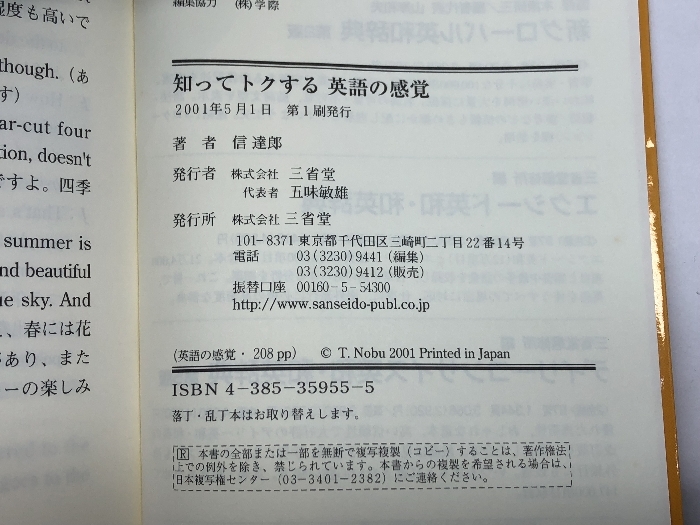 湿度も高いで
though. (あ
す)
ar-cut four
tion, doesn't
ですよ。四季
summer is
nd beautiful
ue sky. And
、春には花
あり、また
ーの楽しみ
編集協力 (株)学際
知ってトクする 英語の感覚
2001年5月1日 第1刷発行
著者 信 達郎
発行者 株式会社 三省堂
代表者 五味敏雄
発行所 株式会社 三省堂
101-8371 東京都千代田区三崎町二丁目22番14号
電話 03(3230)9441 (編集)
03(3230)9412 (販売)
振替口座 00160-5-54300
http://www.sanseido-publ.co.jp
(英語の感覚・208 pp) © T. Nobu 2001 Printed in Japan
ISBN 4-385-35955-5
落丁・乱丁本はお取り替えします。
R 本書の全部または一部を無断で複写複製(コピー)することは、著作権法
上での例外を除き、禁じられています。本書からの複製を希望される場合は、
日本複写権センター (03-3401-2382) にご連絡ください。